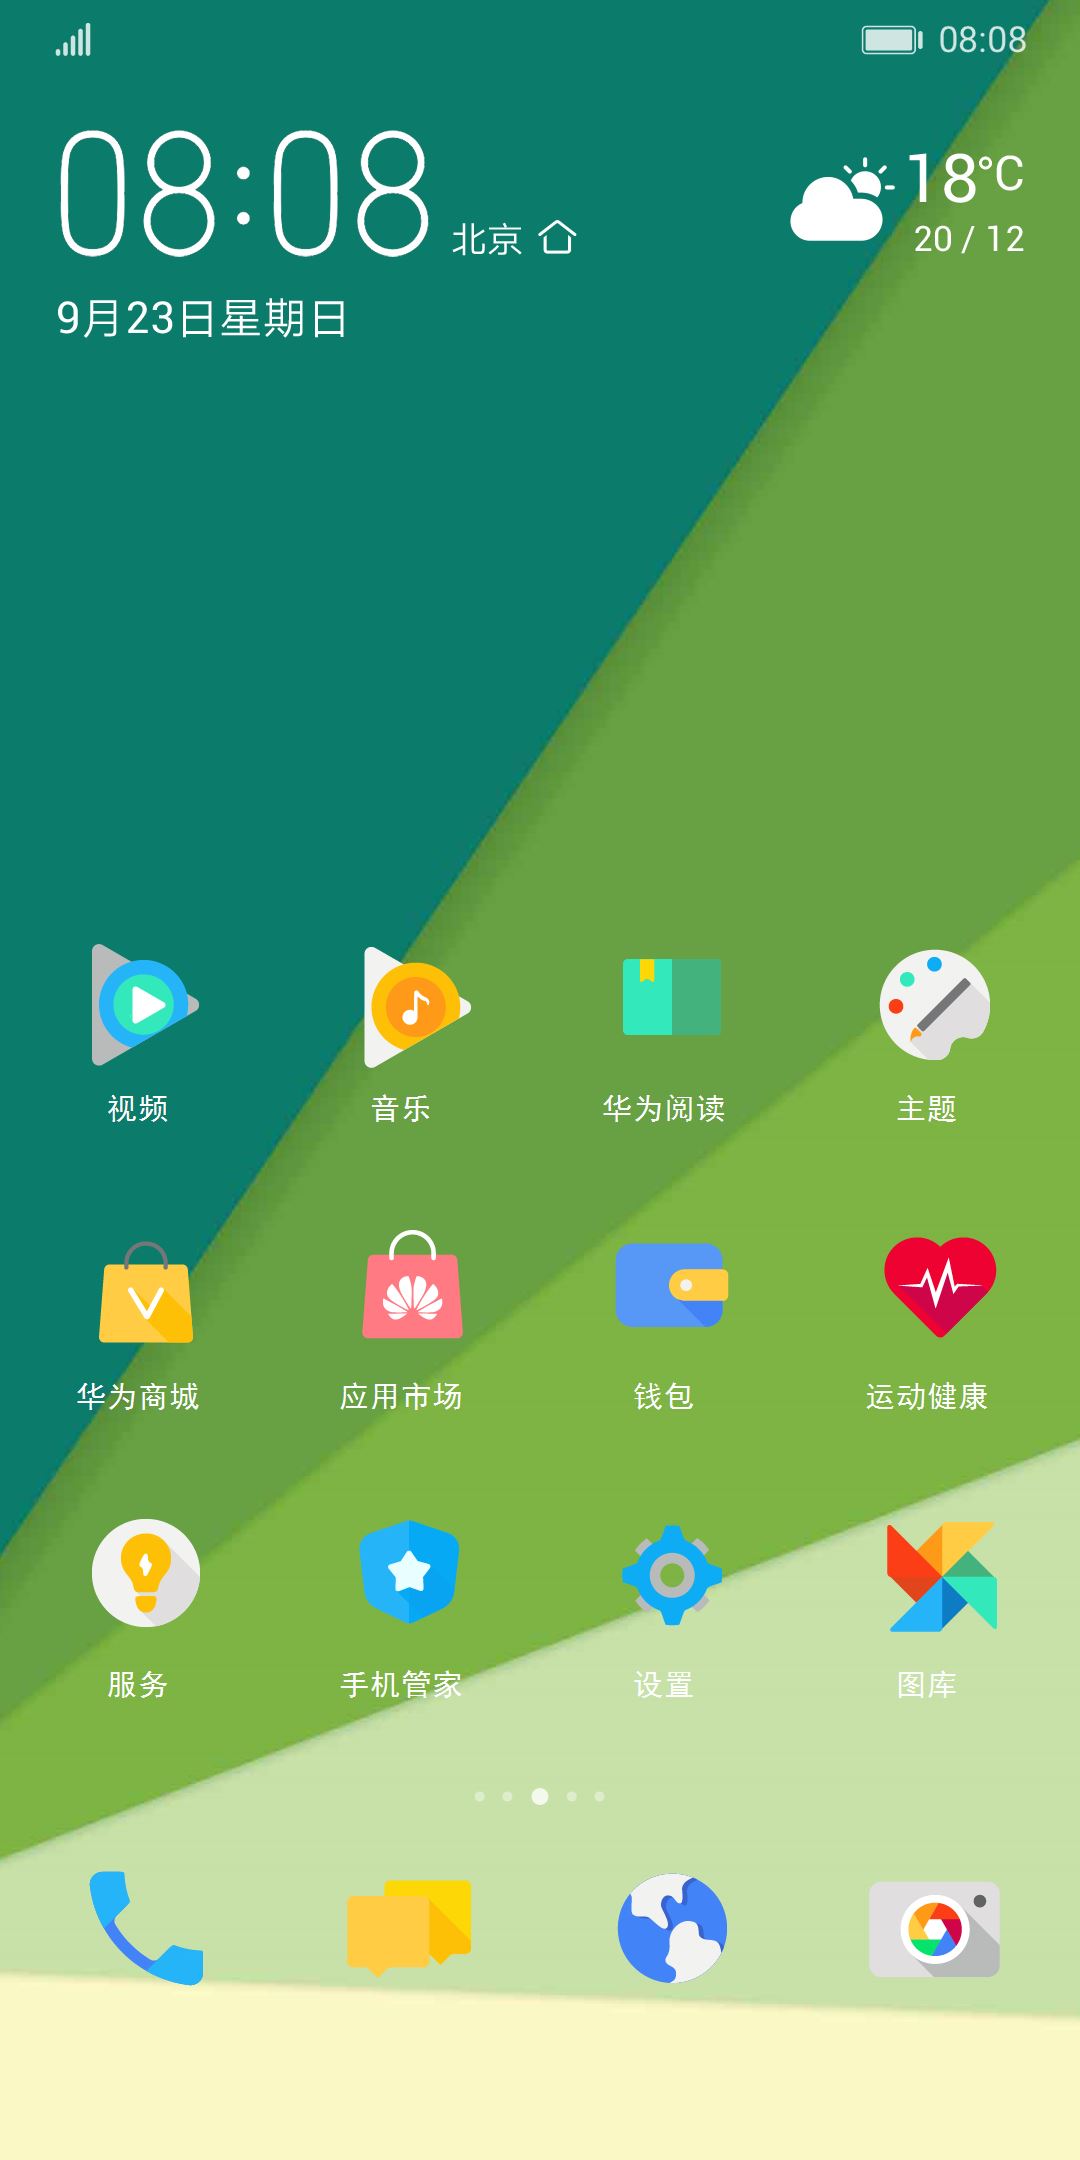 08:08
08:08
北京
18°C
20 / 12
9月23日星期日
视频
音乐
华为阅读
主题
华为商城
应用市场
钱包
运动健康
服务
手机管家
设置
图库